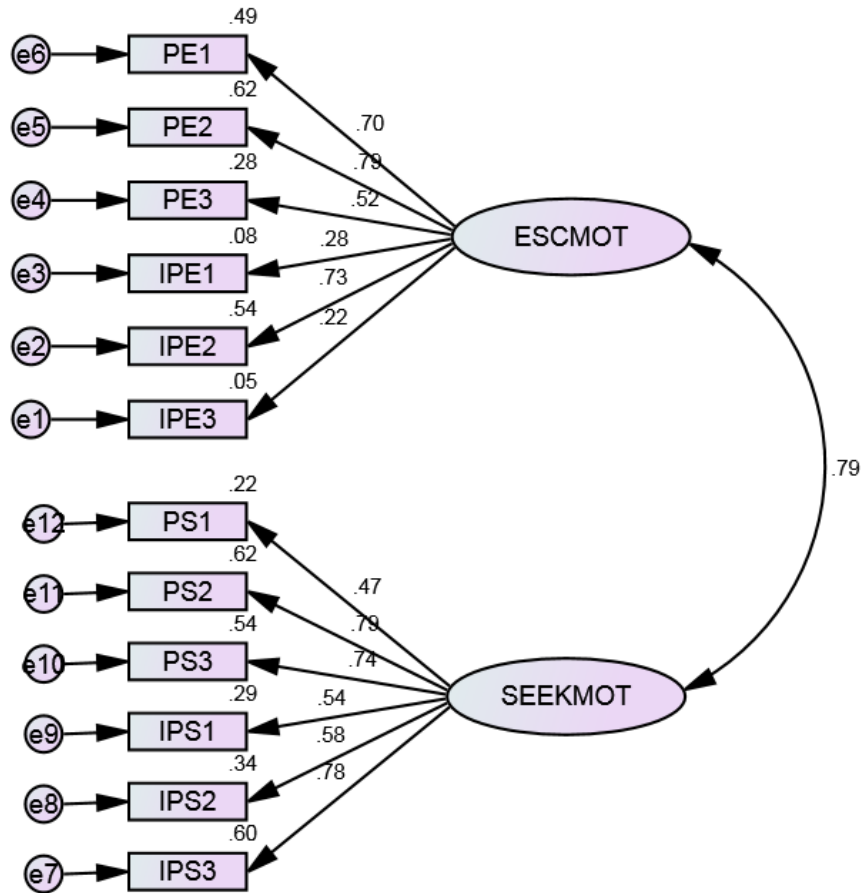 .49
e6
PE1
.62
.70
e5
PE2
.79
.28
.52
e4
PE3
.08
.28
ESCMOT
e3
IPE1
.73
.54
.22
e2
IPE2
.05
e1
IPE3
.79
.22
e12
PS1
.62
.47
e11
PS2
.79
.54
.74
e10
PS3
.29
.54
SEEKMOT
e9
IPS1
.58
.34
.78
e8
IPS2
.60
e7
IPS3